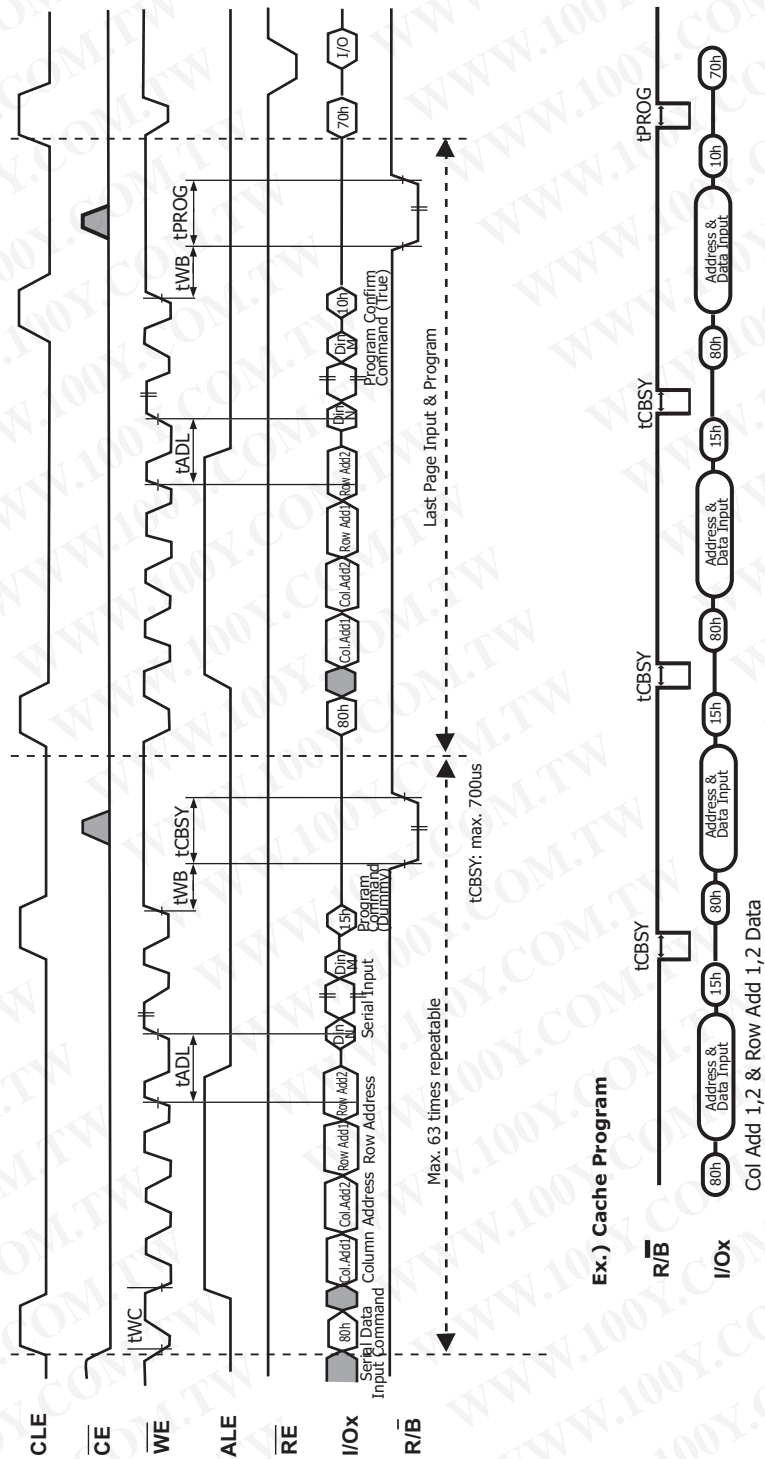 CLE
CE
WE
ALE
RE
I/Ox
R/B
tWC
tADL
tWB
tCBSY
tADL
tWB
tPROG
80h
Col.Add1
Col.Add2
Row Add1
Row Add2
Din N
Din M
15h
80h
Col.Add1
Col.Add2
Row Add1
Row Add2
Din N
Din M
10h
70h
I/O
Serial Data
Input Command
Column Address
Row Address
Serial Input
Program
Command
(Dummy)
Program Confirm
Command (True)
Max. 63 times repeatable
Last Page Input & Program
tCBSY: max. 700us
Ex.) Cache Program
R/B
tCBSY
tCBSY
tCBSY
tPROG
I/Ox
80h
Address &
Data Input
15h
80h
Address &
Data Input
15h
80h
Address &
Data Input
15h
80h
Address &
Data Input
10h
70h
Col Add 1,2 & Row Add 1,2 Data
WWW.100Y.COM.TW